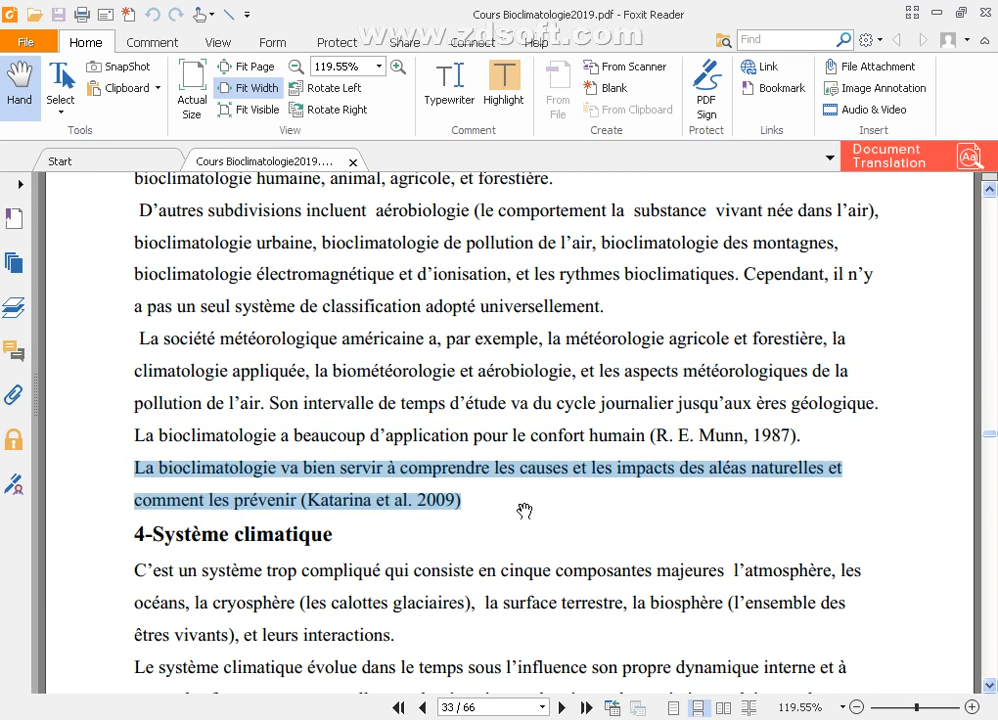 Cours Bioclimatologie2019.pdf - Foxit Reader
www.zdsoft.com
File Home Comment View Form Protect Share Connect Help Find
Hand Select SnapShot Clipboard Actual Size Fit Page Fit Width Fit Visible 119.55% Rotate Left Rotate Right Typewriter Highlight From File From Scanner Blank From Clipboard PDF Sign Link Bookmark File Attachment Image Annotation Audio & Video
Tools View Comment Create Protect Links Insert
Start Cours Bioclimatologie2019.... Document Translation
bioclimatologie humaine, animal, agricole, et forestière.
D’autres subdivisions incluent aérobiologie (le comportement la substance vivant née dans l’air),
bioclimatologie urbaine, bioclimatologie de pollution de l’air, bioclimatologie des montagnes,
bioclimatologie électromagnétique et d’ionisation, et les rythmes bioclimatiques. Cependant, il n’y
a pas un seul système de classification adopté universellement.
La société météorologique américaine a, par exemple, la météorologie agricole et forestière, la
climatologie appliquée, la biométéorologie et aérobiologie, et les aspects météorologiques de la
pollution de l’air. Son intervalle de temps d’étude va du cycle journalier jusqu’aux ères géologique.
La bioclimatologie a beaucoup d’application pour le confort humain (R. E. Munn, 1987).
La bioclimatologie va bien servir à comprendre les causes et les impacts des aléas naturelles et
comment les prévenir (Katarina et al. 2009)
4-Système climatique
C’est un système trop compliqué qui consiste en cinque composantes majeures l’atmosphère, les
océans, la cryosphère (les calottes glaciaires), la surface terrestre, la biosphère (l’ensemble des
êtres vivants), et leurs interactions.
Le système climatique évolue dans le temps sous l’influence son propre dynamique interne et à
33 / 66 119.55%